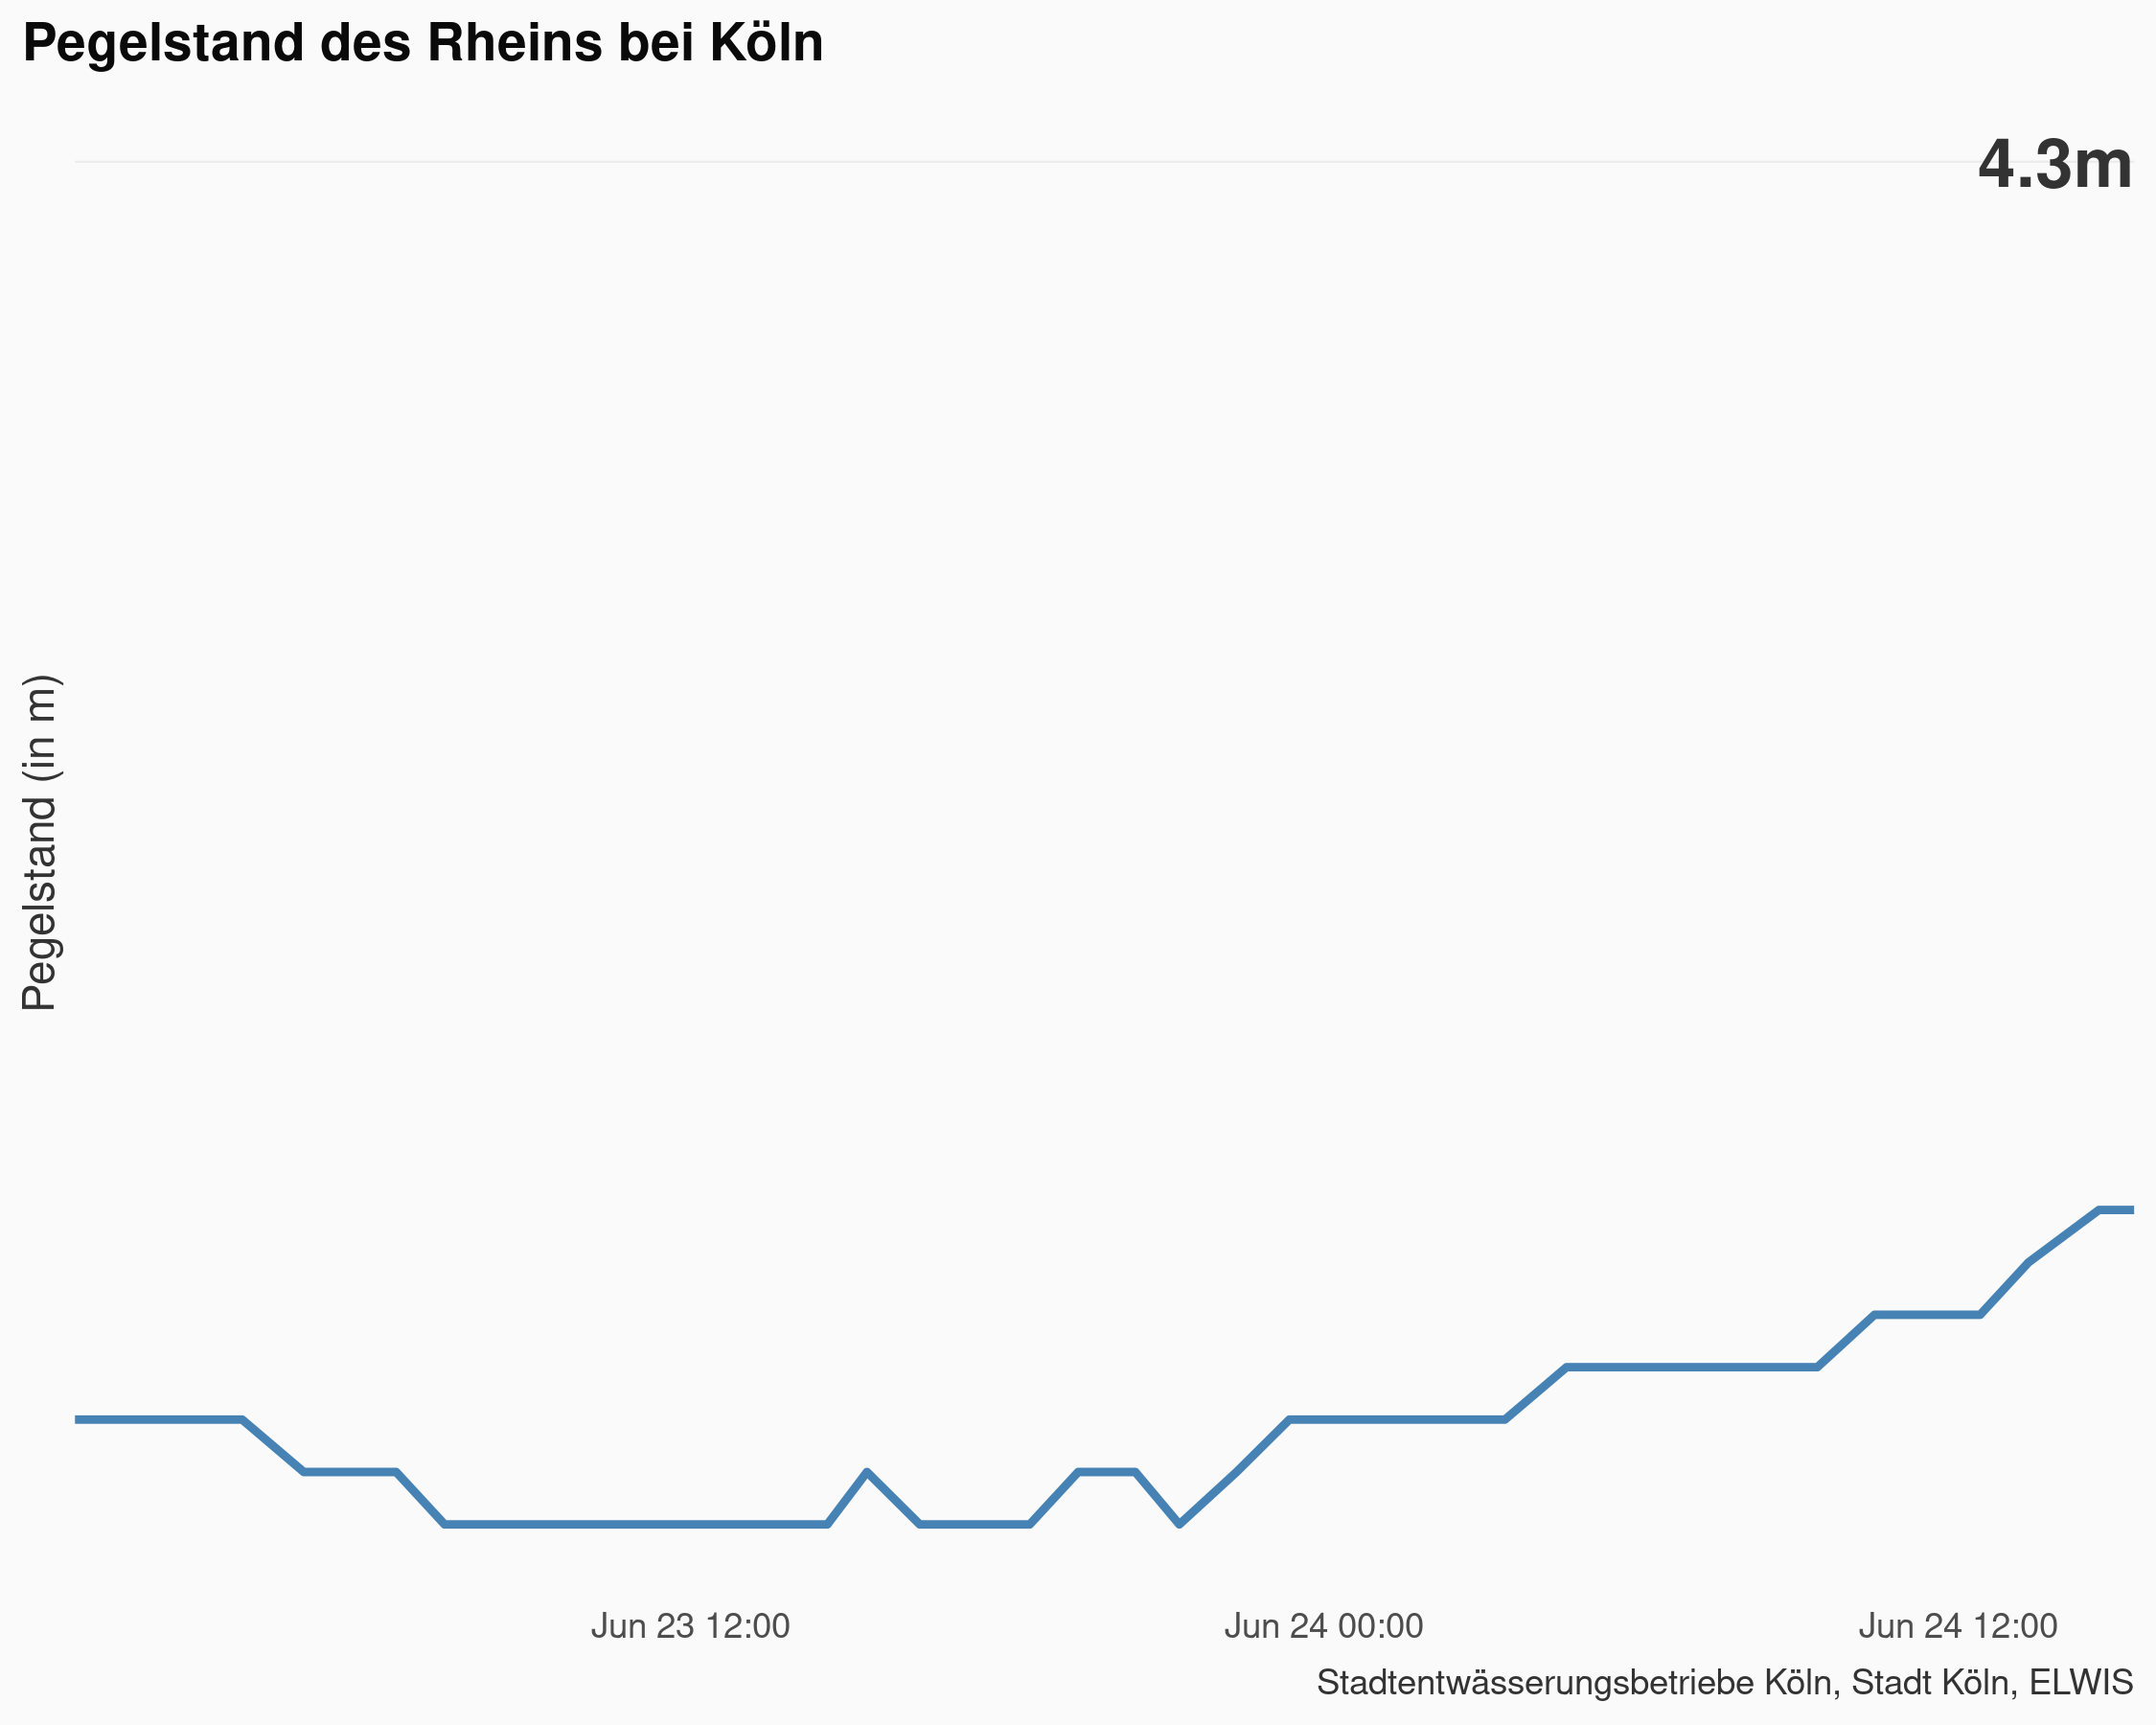 Pegelstand des Rheins bei Köln
4.3m
Pegelstand (in m)
Jun 23 12:00
Jun 24 00:00
Jun 24 12:00
Stadtentwässerungsbetriebe Köln, Stadt Köln, ELWIS